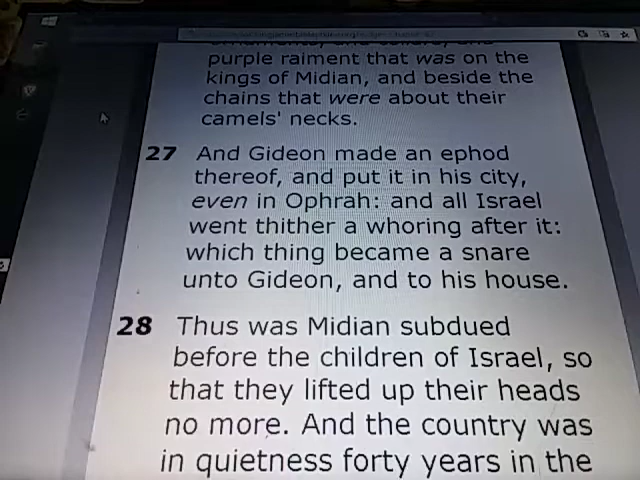 ornaments, and collars, and
purple raiment that was on the
kings of Midian, and beside the
chains that were about their
camels' necks.
27 And Gideon made an ephod
thereof, and put it in his city,
even in Ophrah: and all Israel
went thither a whoring after it:
which thing became a snare
unto Gideon, and to his house.
28 Thus was Midian subdued
before the children of Israel, so
that they lifted up their heads
no more. And the country was
in quietness forty years in the